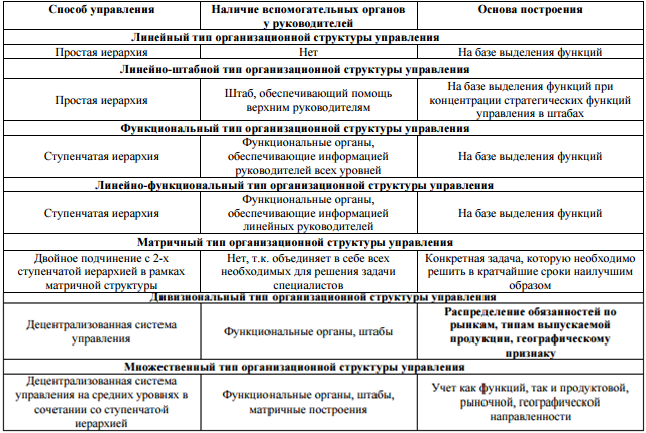 Способ управления
Наличие вспомогательных органов
у руководителей
Основа построения
Линейный тип организационной структуры управления
Простая иерархия
Нет
На базе выделения функций
Линейно-штабной тип организационной структуры управления
Простая иерархия
Штаб, обеспечивающий помощь
верхним руководителям
На базе выделения функций при
концентрации стратегических функций
управления в штабах
Функциональный тип организационной структуры управления
Ступенчатая иерархия
Функциональные органы,
обеспечивающие информацией
руководителей всех уровней
На базе выделения функций
Линейно-функциональный тип организационной структуры управления
Ступенчатая иерархия
Функциональные органы,
обеспечивающие информацией
линейных руководителей
На базе выделения функций
Матричный тип организационной структуры управления
Двойное подчинение с 2-х
ступенчатой иерархией в рамках
матричной структуры
Нет, т.к. объединяет в себе всех
необходимых для решения задачи
специалистов
Конкретная задача, которую необходимо
решить в кратчайшие сроки наилучшим
образом
Дивизиональный тип организационной структуры управления
Децентрализованная система
управления
Функциональные органы, штабы
Распределение обязанностей по
рынкам, типам выпускаемой
продукции, географическому
признаку
Множественный тип организационной структуры управления
Децентрализованная система
управления на средних уровнях в
сочетании со ступенчатой
иерархией
Функциональные органы, штабы,
матричные построения
Учет как функций, так и продуктовой,
рыночной, географической
направленности